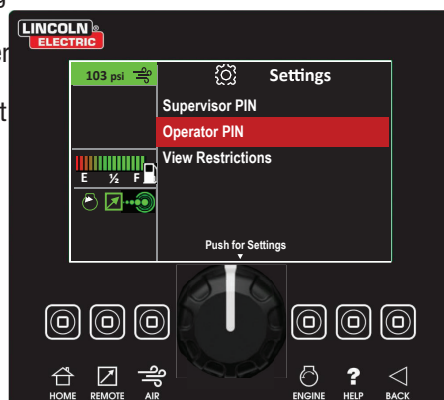 g
er
t
LINCOLN®
ELECTRIC
103 psi
Settings
Supervisor PIN
Operator PIN
View Restrictions
E ½ F
Push for Settings
HOME REMOTE AIR ENGINE ? HELP BACK